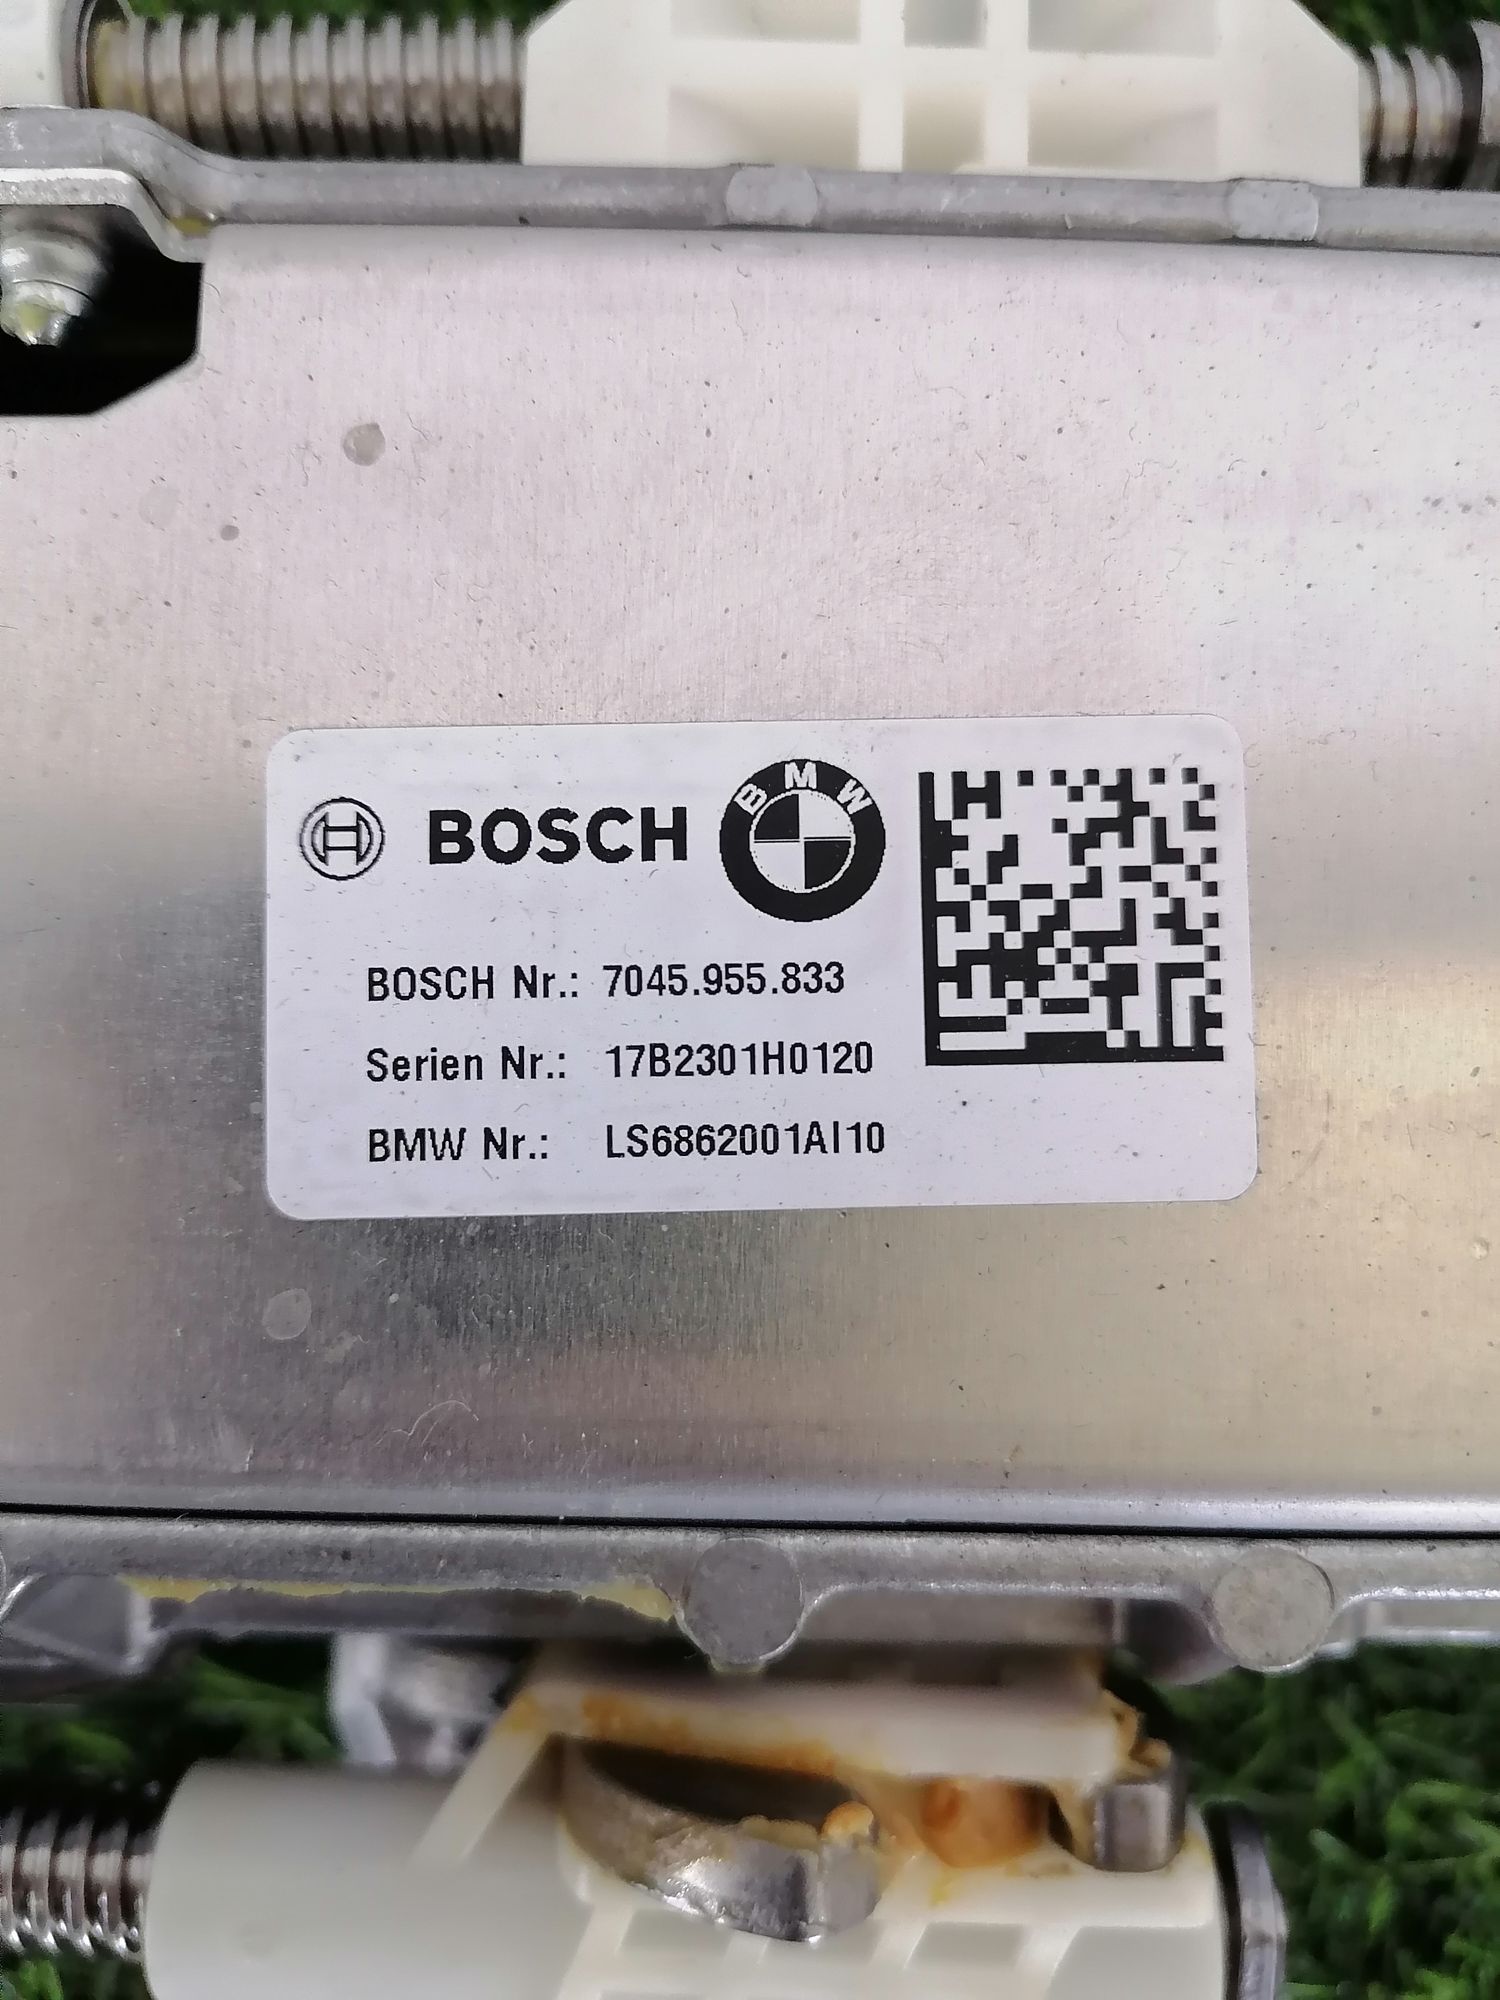 BOSCH BMW
BOSCH Nr.: 7045.955.833
Serien Nr.: 17B2301H0120
BMW Nr.: LS6862001AI10